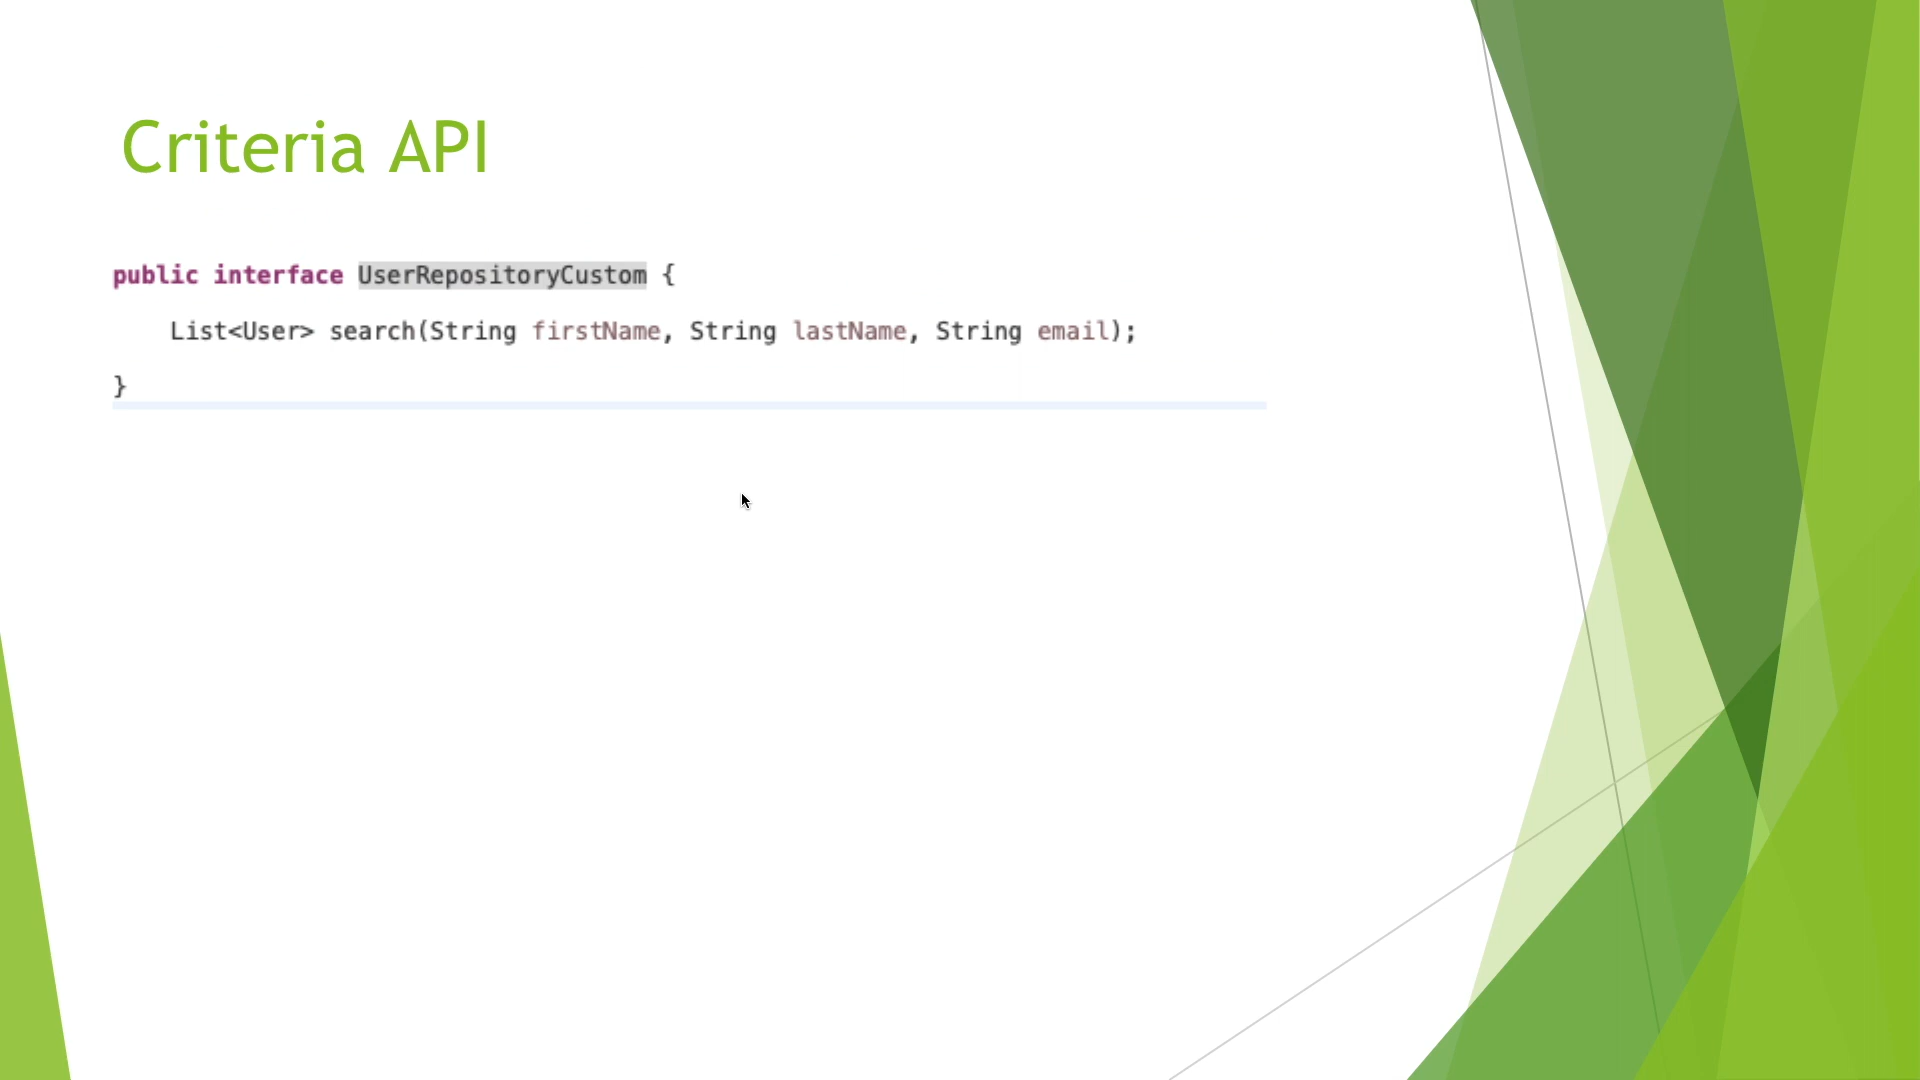 Criteria API
public interface UserRepositoryCustom {
List<User> search(String firstName, String lastName, String email);
}